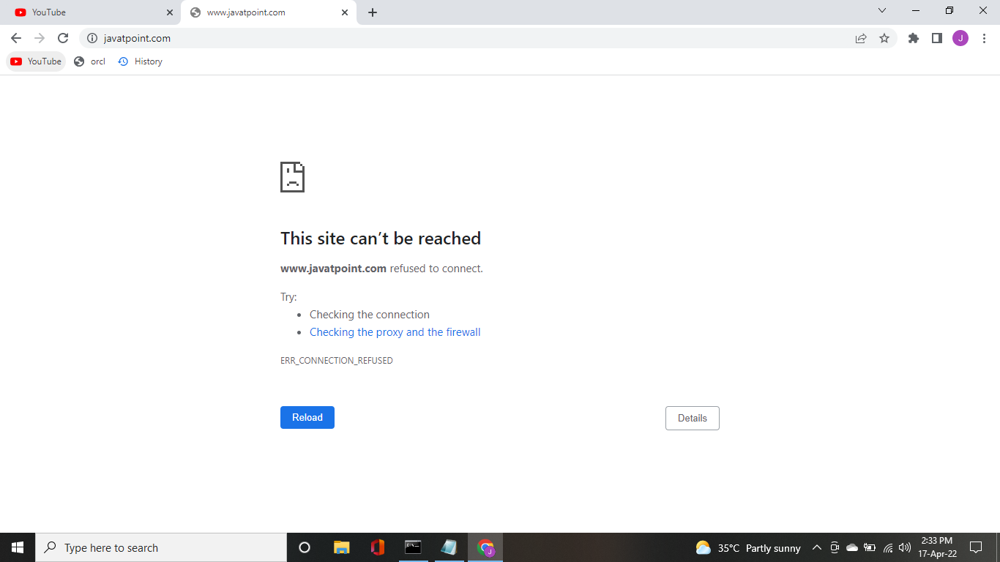 YouTube
www.javatpoint.com
javatpoint.com
J
YouTube
orcl
History
This site can't be reached
www.javatpoint.com refused to connect.
Try:
Checking the connection
Checking the proxy and the firewall
ERR_CONNECTION_REFUSED
Reload
Details
Type here to search
J
35°C Partly sunny
2:33 PM
17-Apr-22